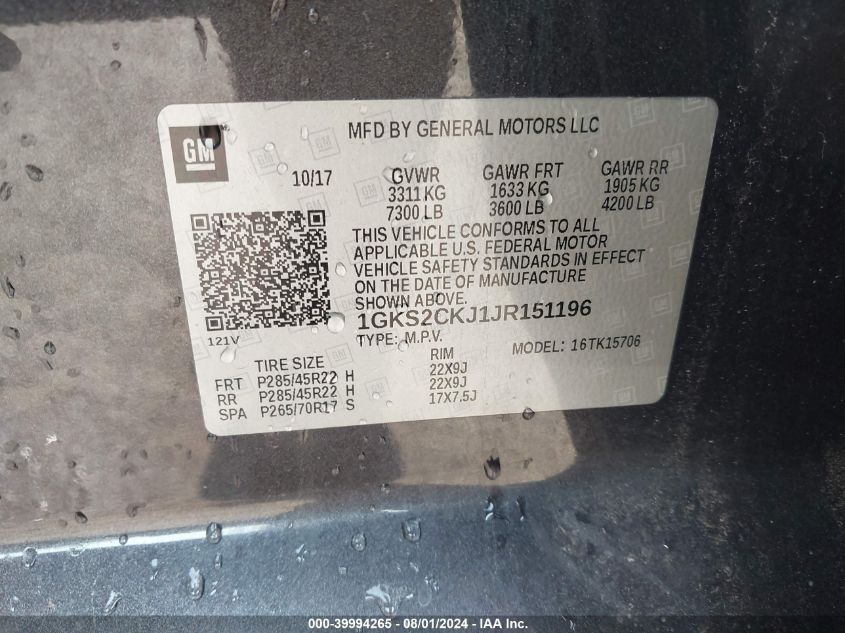 GM
MFD BY GENERAL MOTORS LLC
10/17
GVWR GAWR FRT GAWR RR
3311 KG 1633 KG 1905 KG
7300 LB 3600 LB 4200 LB
THIS VEHICLE CONFORMS TO ALL
APPLICABLE U.S. FEDERAL MOTOR
VEHICLE SAFETY STANDARDS IN EFFECT
ON THE DATE OF MANUFACTURE
SHOWN ABOVE.
1GKS2CKJ1JR151196
121V
TYPE: M.P.V. MODEL: 16TK15706
TIRE SIZE RIM
FRT P285/45R22 H 22X9J
RR P285/45R22 H 22X9J
SPA P265/70R17 S 17X7.5J
000-39994265 - 08/01/2024 - IAA Inc.